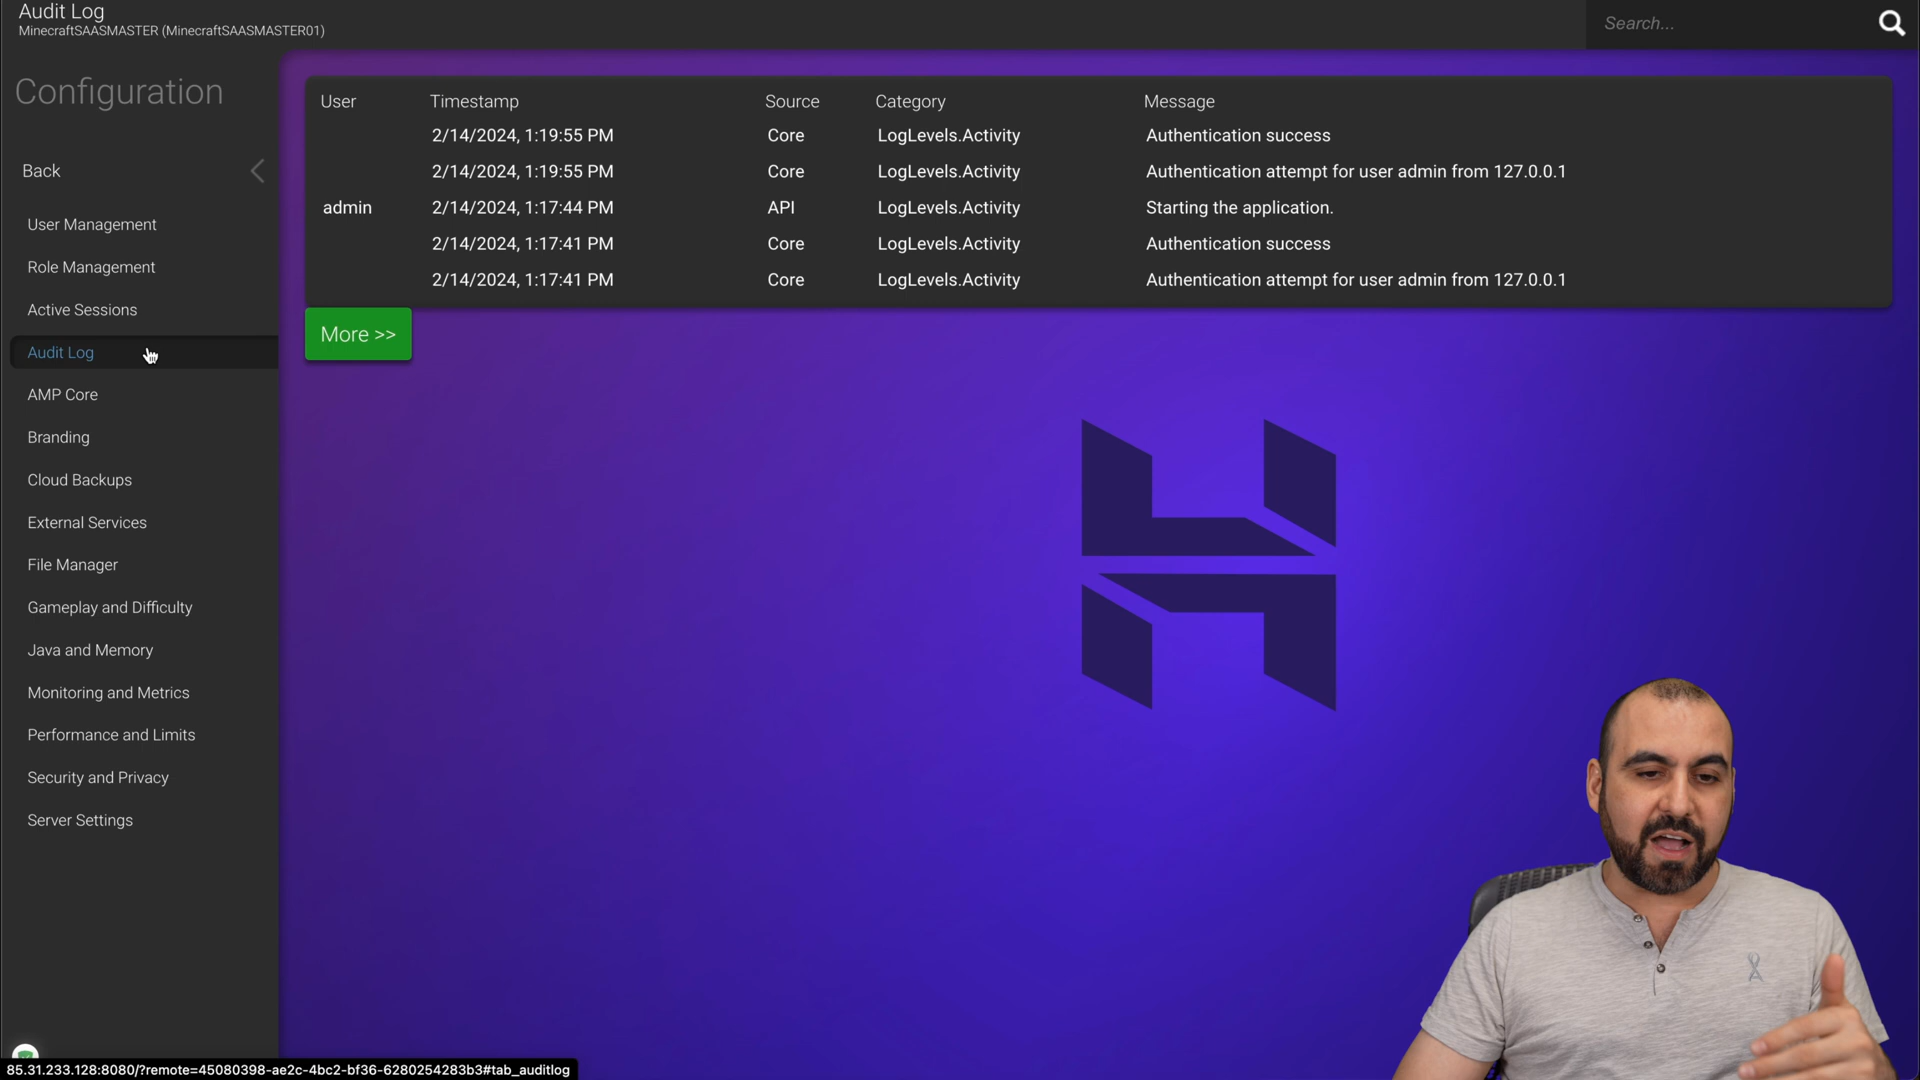 Audit Log
MinecraftSAASMASTER (MinecraftSAASMASTER01)
Search...
Configuration
Back
User Management
Role Management
Active Sessions
Audit Log
AMP Core
Branding
Cloud Backups
External Services
File Manager
Gameplay and Difficulty
Java and Memory
Monitoring and Metrics
Performance and Limits
Security and Privacy
Server Settings
User Timestamp Source Category Message
2/14/2024, 1:19:55 PM Core LogLevels.Activity Authentication success
2/14/2024, 1:19:55 PM Core LogLevels.Activity Authentication attempt for user admin from 127.0.0.1
admin 2/14/2024, 1:17:44 PM API LogLevels.Activity Starting the application.
2/14/2024, 1:17:41 PM Core LogLevels.Activity Authentication success
2/14/2024, 1:17:41 PM Core LogLevels.Activity Authentication attempt for user admin from 127.0.0.1
More >>
85.31.233.128:8080/?remote=45080398-ae2c-4bc2-bf36-6280254283b3#tab_auditlog